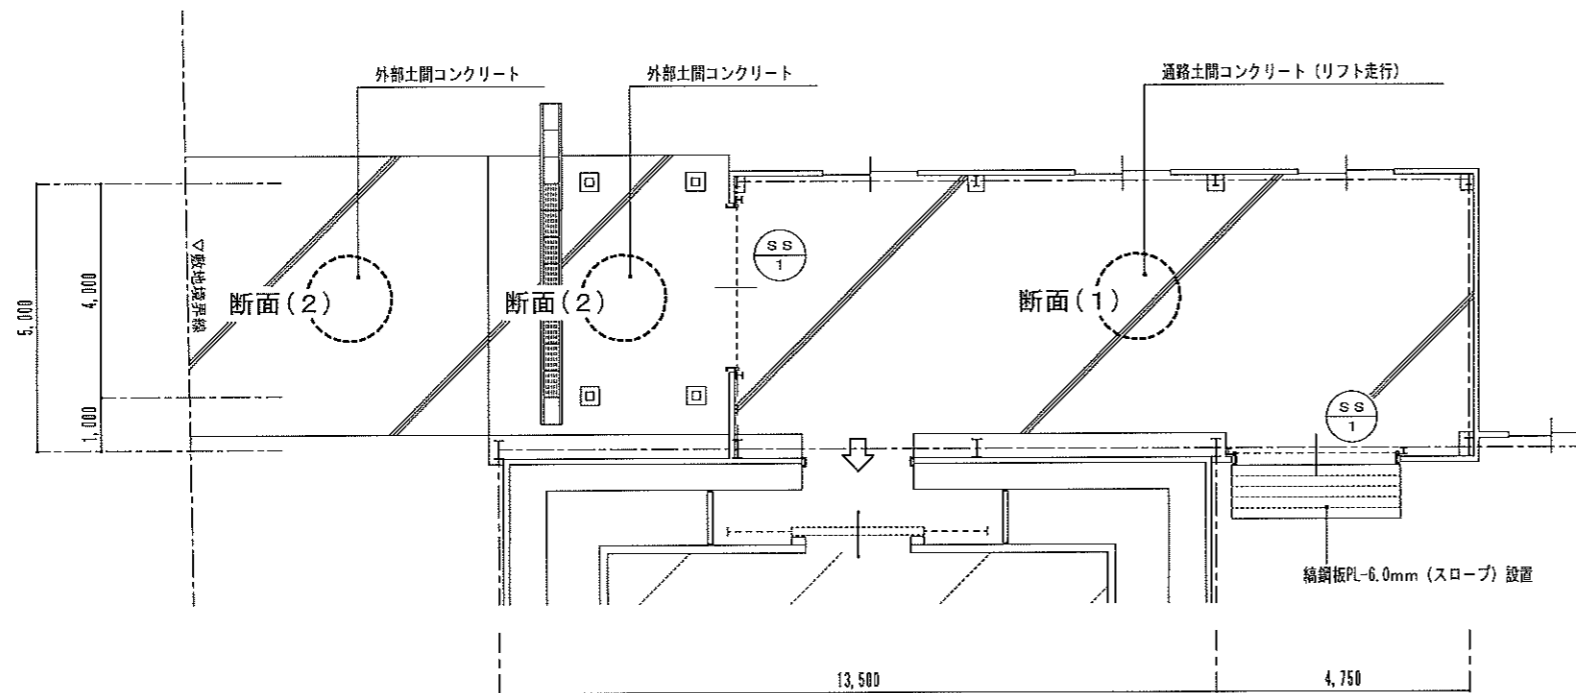 外部土間コンクリート
外部土間コンクリート
通路土間コンクリート (リフト走行)
SS
1
▽敷地境界線
断面(2)
断面(2)
断面(1)
5,000
4,000
1,000
SS
1
縞鋼板PL-6.0mm (スロープ) 設置
13,500
4,750